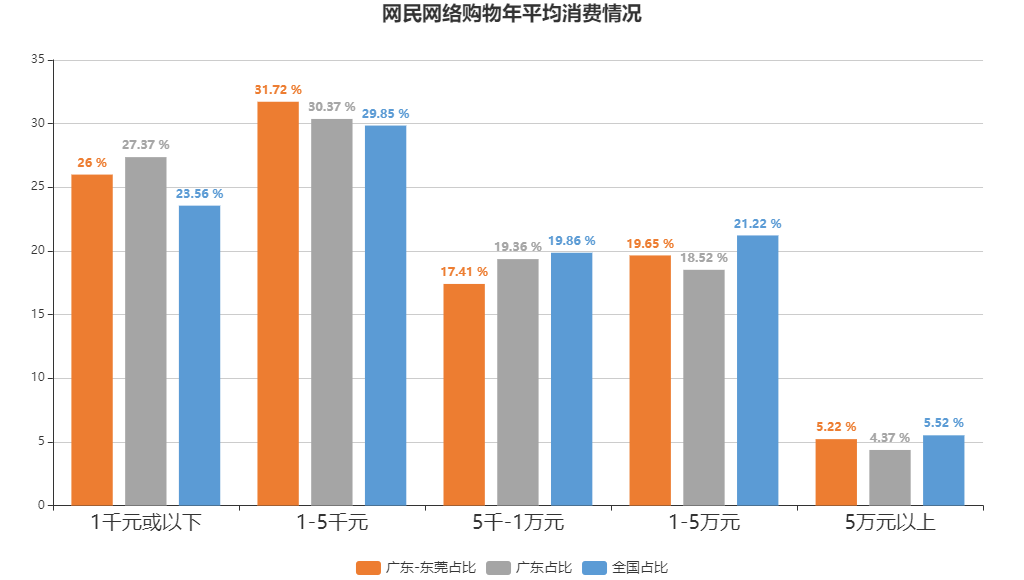 网民网络购物年平均消费情况
35
30
25
20
15
10
5
0
26 %
27.37 %
23.56 %
31.72 %
30.37 %
29.85 %
17.41 %
19.36 %
19.86 %
19.65 %
18.52 %
21.22 %
5.22 %
4.37 %
5.52 %
1千元或以下
1-5千元
5千-1万元
1-5万元
5万元以上
广东-东莞占比
广东占比
全国占比